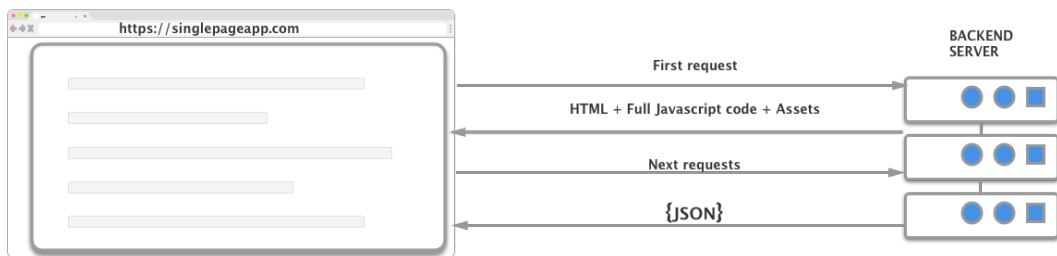 https://singlepageapp.com
BACKEND
SERVER
First request
HTML + Full Javascript code + Assets
Next requests
{JSON}